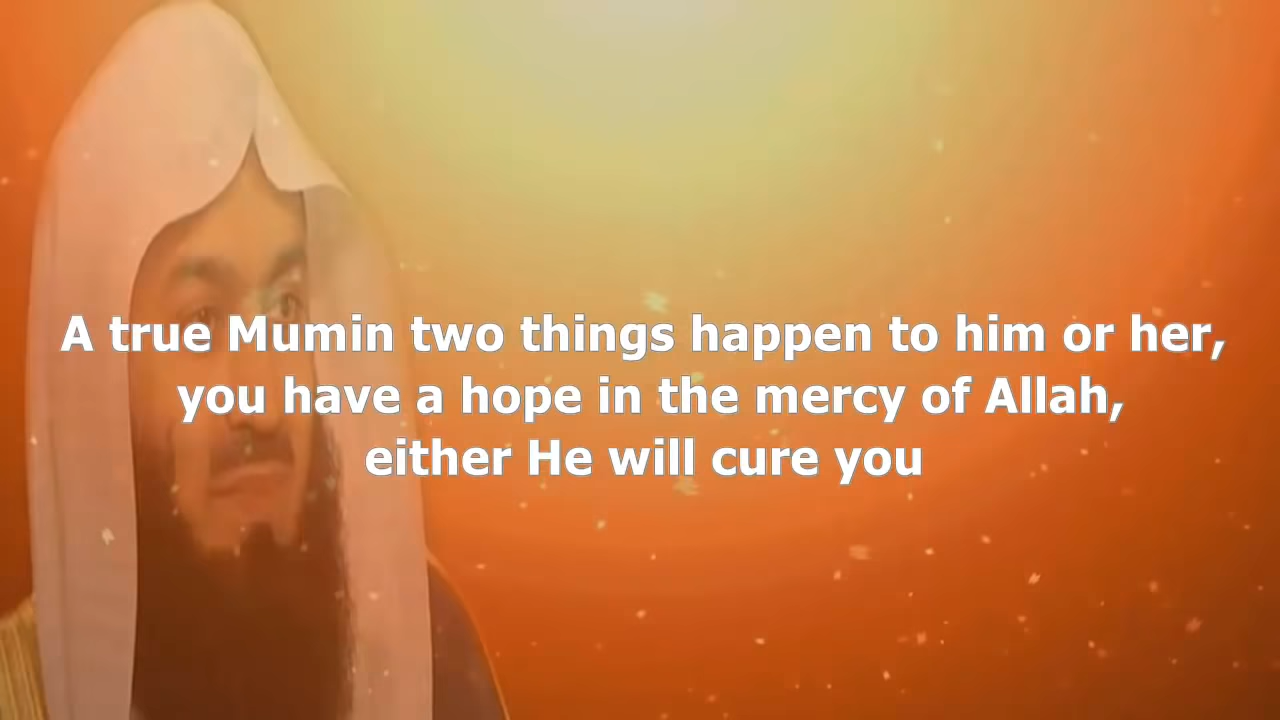 A true Mumin two things happen to him or her,
you have a hope in the mercy of Allah,
either He will cure you